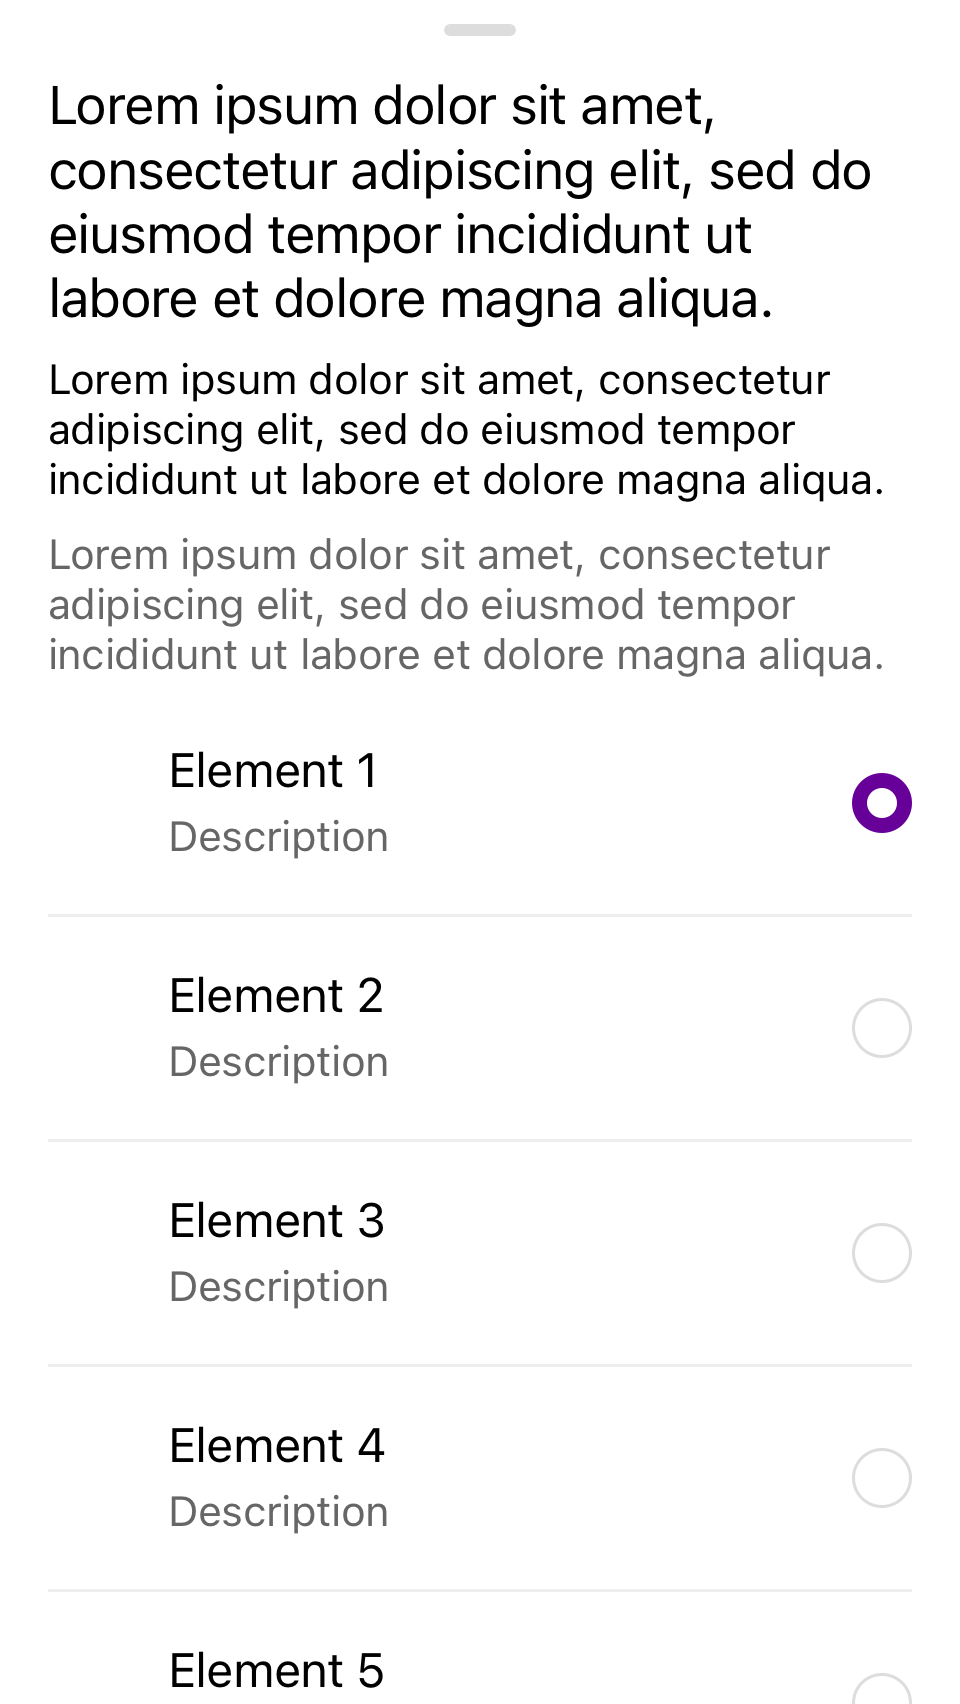 Lorem ipsum dolor sit amet,
consectetur adipiscing elit, sed do
eiusmod tempor incididunt ut
labore et dolore magna aliqua.
Lorem ipsum dolor sit amet, consectetur
adipiscing elit, sed do eiusmod tempor
incididunt ut labore et dolore magna aliqua.
Lorem ipsum dolor sit amet, consectetur
adipiscing elit, sed do eiusmod tempor
incididunt ut labore et dolore magna aliqua.
Element 1
Description
Element 2
Description
Element 3
Description
Element 4
Description
Element 5